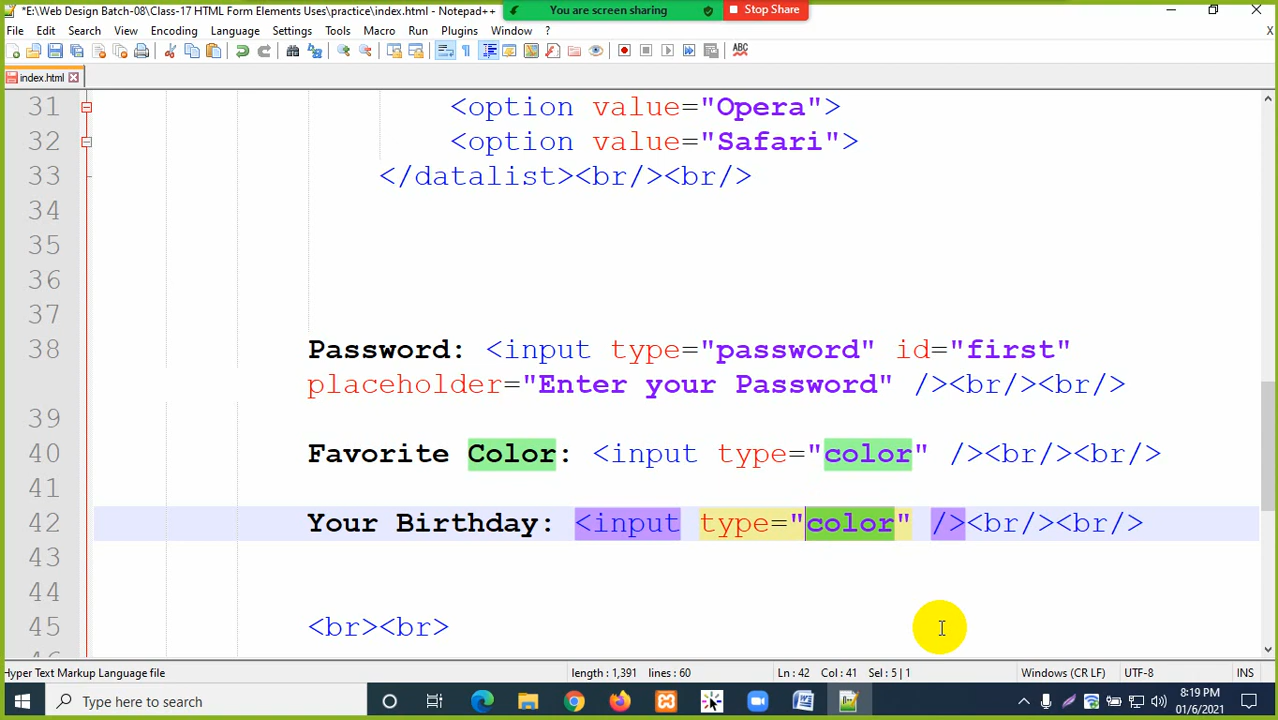 *E:\Web Design Batch-08\Class-17 HTML Form Elements Uses\practice\index.html - Notepad++
You are screen sharing
Stop Share
File Edit Search View Encoding Language Settings Tools Macro Run Plugins Window ?
X
ABC
index.html
31 <option value="Opera">
32 <option value="Safari">
33 </datalist><br/><br/>
34
35
36
37
38 Password: <input type="password" id="first"
placeholder="Enter your Password" /><br/><br/>
39
40 Favorite Color: <input type="color" /><br/><br/>
41
42 Your Birthday: <input type="color" /><br/><br/>
43
44
45 <br><br>
Hyper Text Markup Language file length : 1,391 lines : 60 Ln : 42 Col : 41 Sel : 5 | 1 Windows (CR LF) UTF-8 INS
Type here to search
8:19 PM
01/6/2021